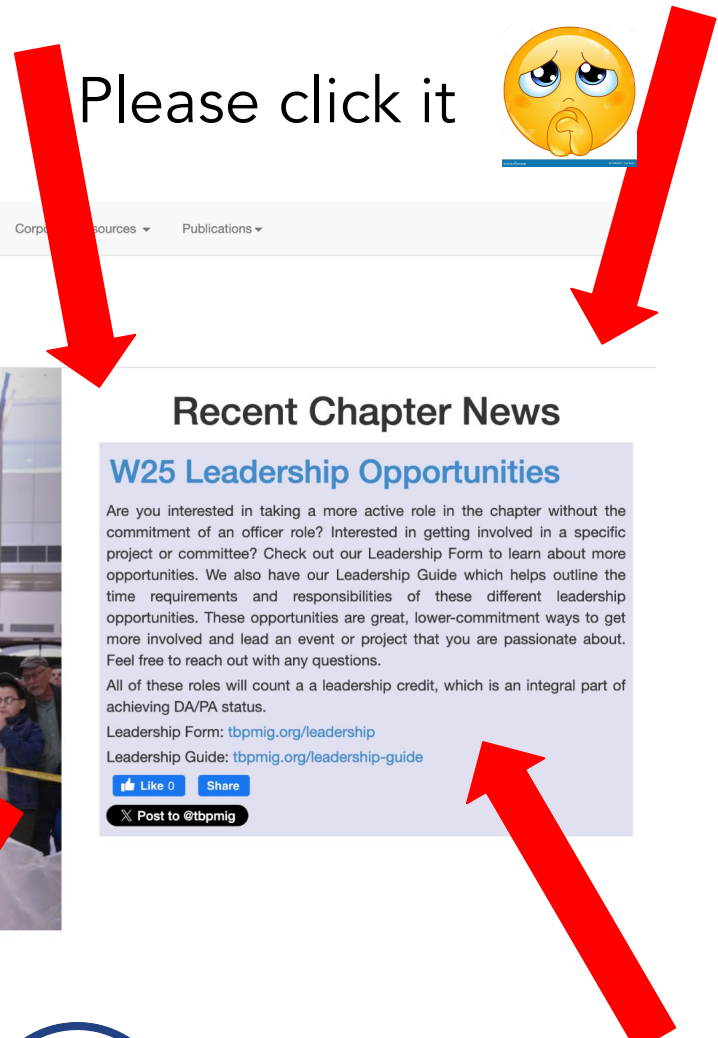 Please click it
Publications
Recent Chapter News
W25 Leadership Opportunities
Are you interested in taking a more active role in the chapter without the
commitment of an officer role? Interested in getting involved in a specific
project or committee? Check out our Leadership Form to learn about more
opportunities. We also have our Leadership Guide which helps outline the
time requirements and responsibilities of these different leadership
opportunities. These opportunities are great, lower-commitment ways to get
more involved and lead an event or project that you are passionate about.
Feel free to reach out with any questions.
All of these roles will count a a leadership credit, which is an integral part of
achieving DA/PA status.
Leadership Form: tbpmig.org/leadership
Leadership Guide: tbpmig.org/leadership-guide
Like 0 Share
X Post to @tbpmig